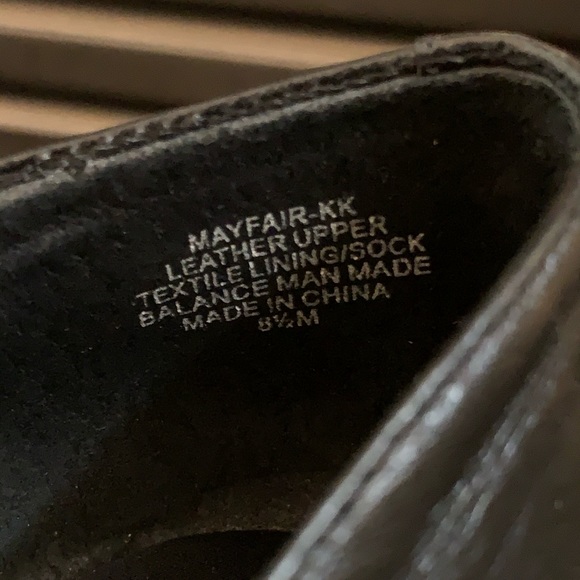 MAYFAIR-KK
LEATHER UPPER
TEXTILE LINING/SOCK
BALANCE MAN MADE
MADE IN CHINA
8½M